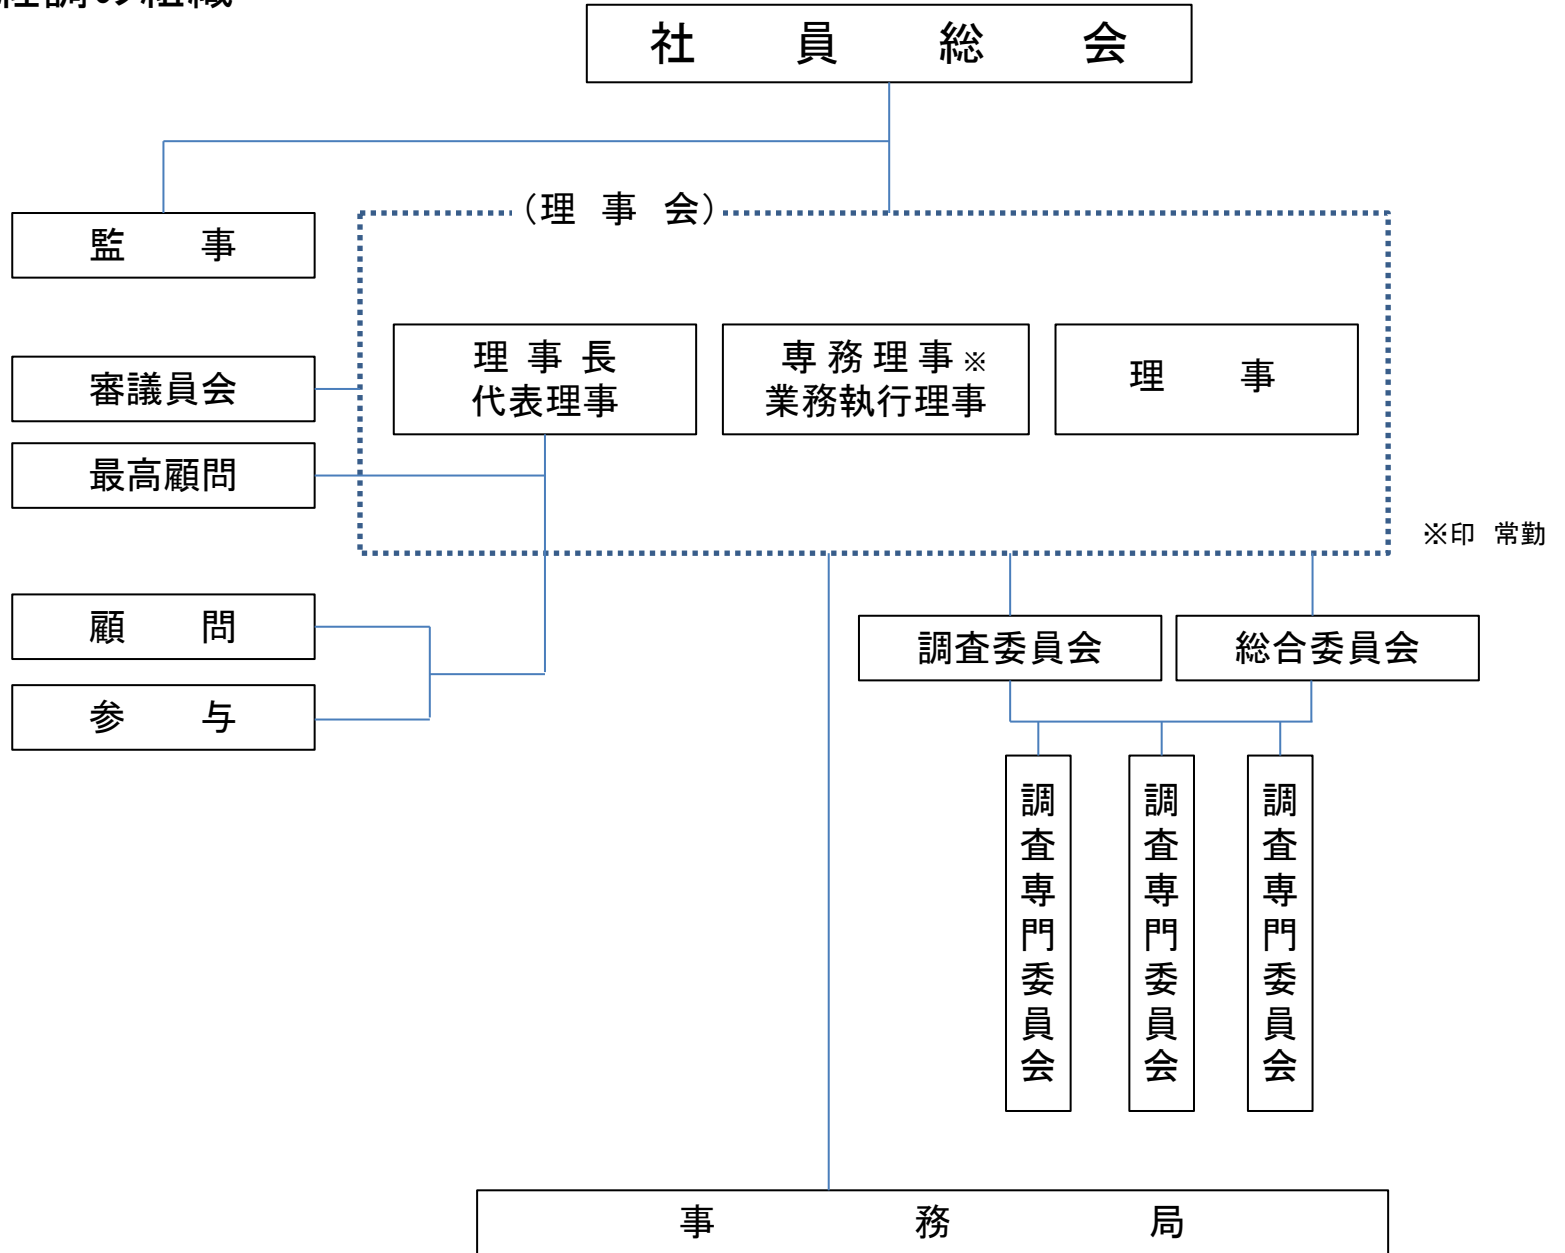 調の組織
社員総会
（理事会）
監事
理事長
代表理事
専務理事※
業務執行理事
理事
審議員会
最高顧問
※印 常勤
顧問
参与
調査委員会
総合委員会
調査専門委員会
調査専門委員会
調査専門委員会
事務局